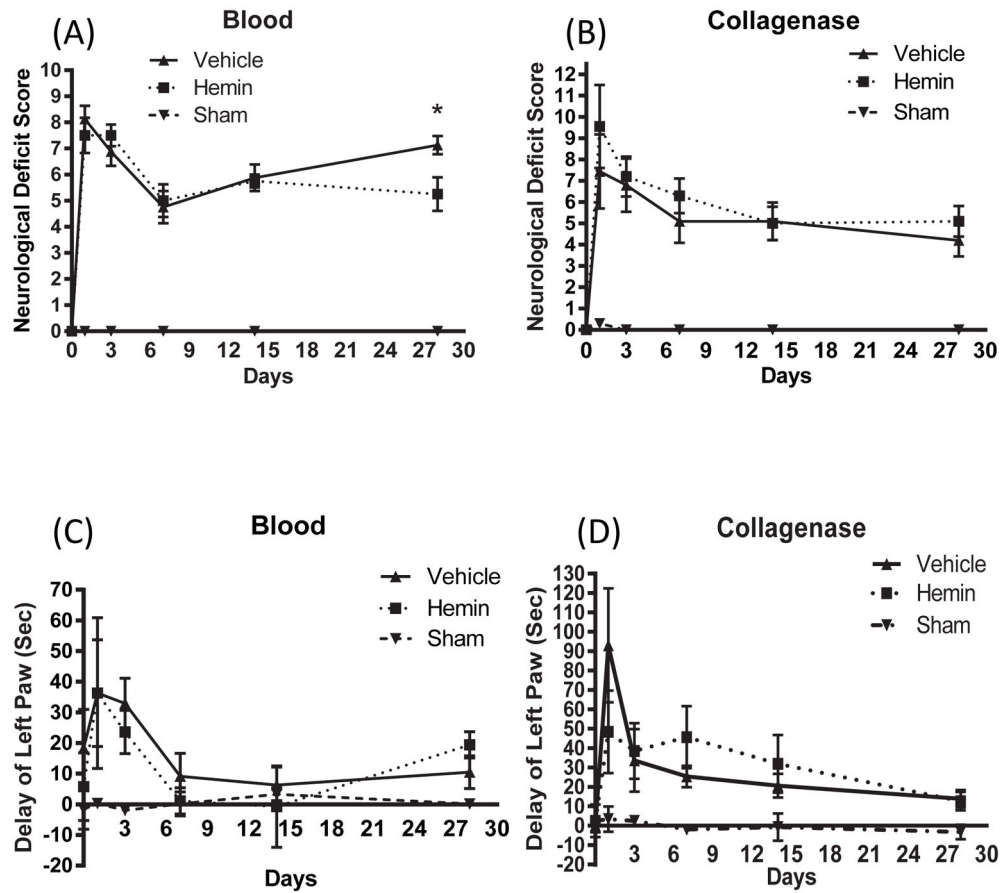 (A)
Blood
Vehicle
Hemin
Sham
Neurological Deficit Score
10
9
8
7
6
5
4
3
2
1
0
*
0 3 6 9 12 15 18 21 24 27 30
Days
(B)
Collagenase
Vehicle
Hemin
Sham
Neurological Deficit Score
12
11
10
9
8
7
6
5
4
3
2
1
0
0 3 6 9 12 15 18 21 24 27 30
Days
(C)
Blood
Vehicle
Hemin
Sham
Delay of Left Paw (Sec)
70
60
50
40
30
20
10
0
-10
-20
3 6 9 12 15 18 21 24 27 30
Days
(D)
Collagenase
Vehicle
Hemin
Sham
Delay of Left Paw (Sec)
130
120
110
100
90
80
70
60
50
40
30
20
10
0
-10
-20
3 6 9 12 15 18 21 24 27 30
Days